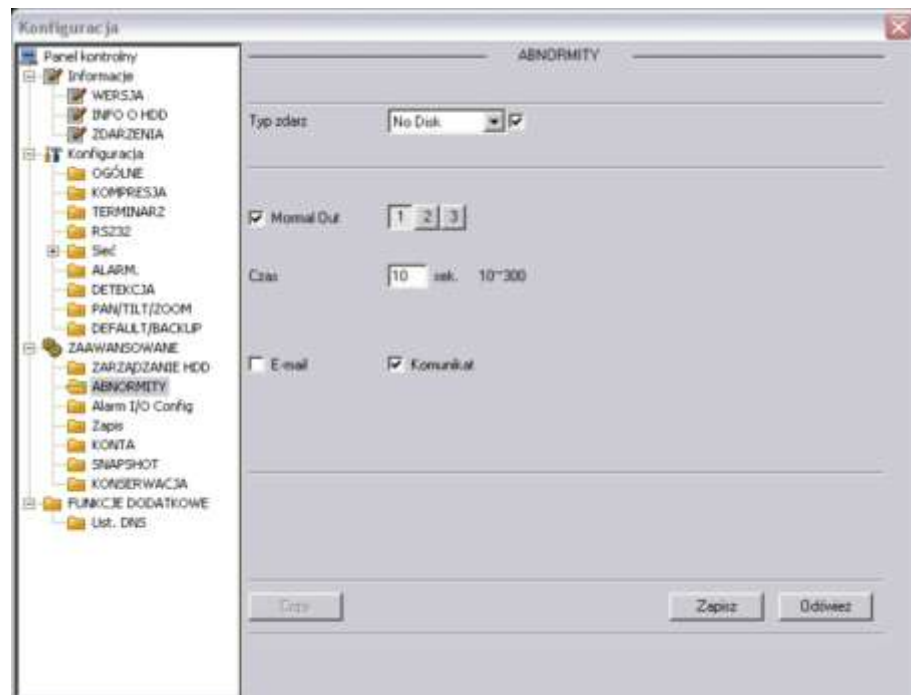 Konfiguracja
Panel kontrolny
Informacje
WERSJA
INFO O HDD
ZDARZENIA
Konfiguracja
OGÓLNE
KOMPRESJA
TERMINARZ
RS232
Sieć
ALARM.
DETEKCJA
PAN/TILT/ZOOM
DEFAULT/BACKUP
ZAAWANSOWANE
ZARZĄDZANIE HDD
ABNORMITY
Alarm I/O Config
Zapis
KONTA
SNAPSHOT
KONSERWACJA
FUNKCJE DODATKOWE
Ust. DNS
ABNORMITY
Typ zdarz No Disk
Mormal Out 1 2 3
Czas 10 sek. 10~300
E-mail Komunikat
Zapisz Odśwież